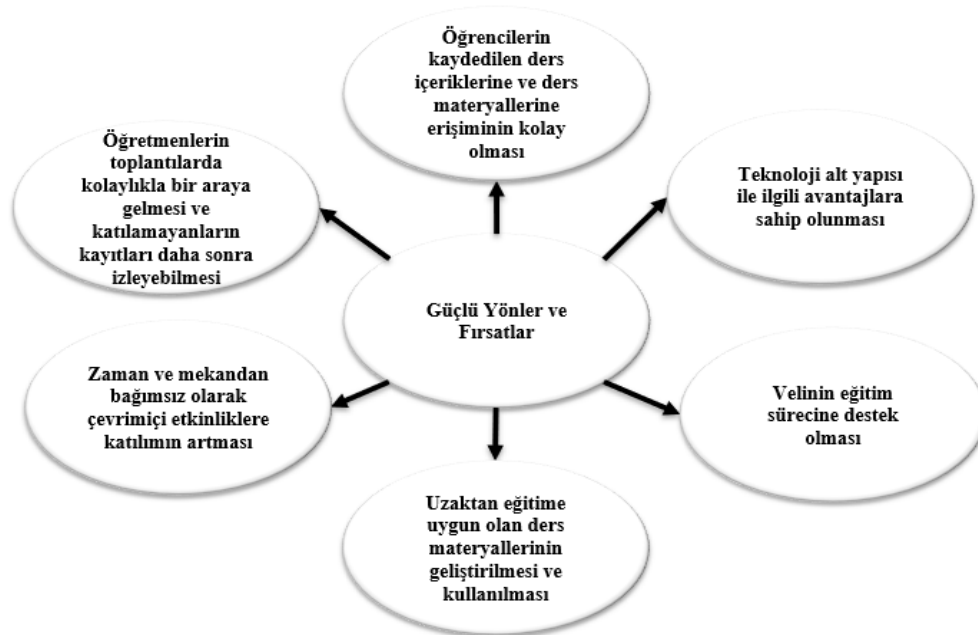 Öğrencilerin
kaydedilen ders
içeriklerine ve ders
materyallerine
erişiminin kolay
olması
Öğretmenlerin
toplantılarda
kolaylıkla bir araya
gelmesi ve
katılamayanların
kayıtları daha sonra
izleyebilmesi
Teknoloji alt yapısı
ile ilgili avantajlara
sahip olunması
Güçlü Yönler ve
Fırsatlar
Zaman ve mekandan
bağımsız olarak
çevrimiçi etkinliklere
katılımın artması
Velinin eğitim
sürecine destek
olması
Uzaktan eğitime
uygun olan ders
materyallerinin
geliştirilmesi ve
kullanılması